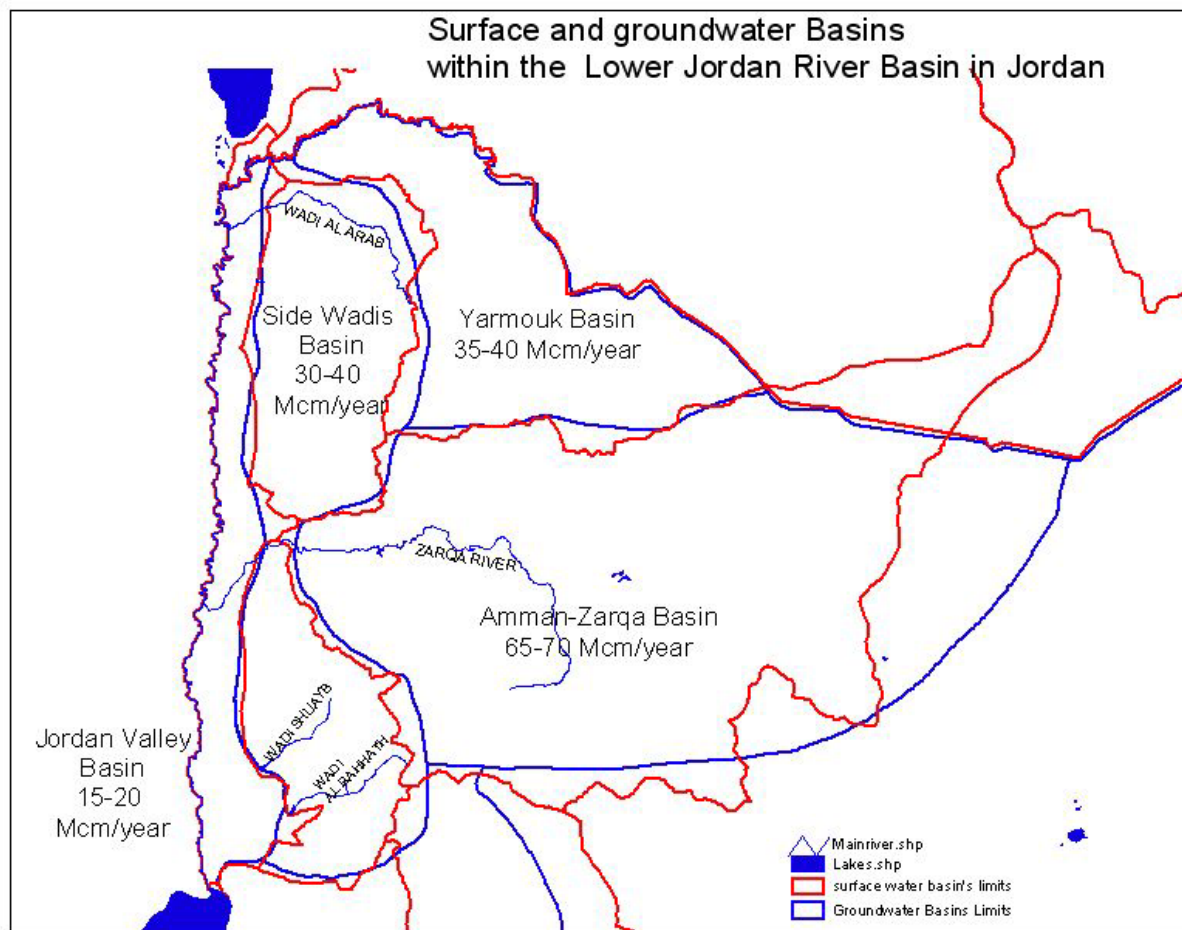 Surface and groundwater Basins
within the Lower Jordan River Basin in Jordan
WADI AL ARAB
Side Wadis
Basin
30-40
Mcm/year
Yarmouk Basin
35-40 Mcm/year
ZARQA RIVER
Amman-Zarqa Basin
65-70 Mcm/year
WADI SHUAYB
WADI
AL BAHHATH
Jordan Valley
Basin
15-20
Mcm/year
Mainriver.shp
Lakes.shp
surface water basin's limits
Groundwater Basins Limits